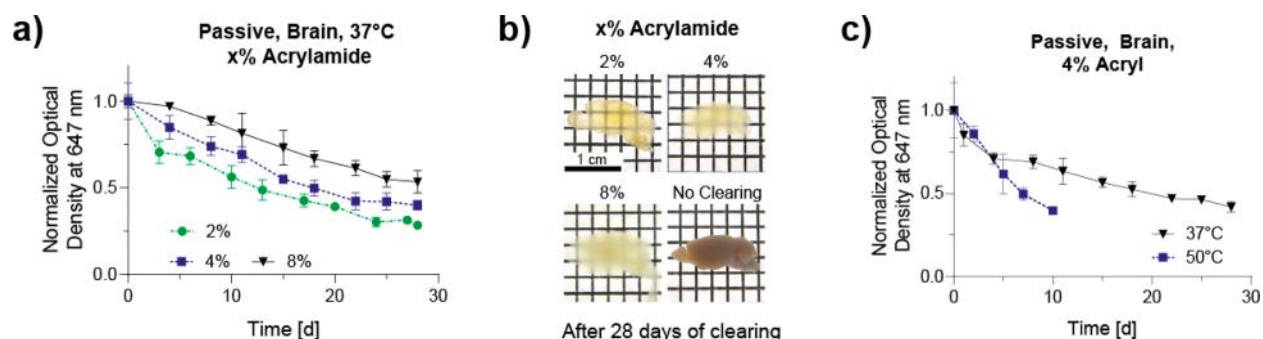 a)
Passive, Brain, 37°C
x% Acrylamide
Normalized Optical
Density at 647 nm
1.0
0.5
0.0
2%
4%
8%
0
10
20
30
Time [d]
b)
x% Acrylamide
2%
4%
1 cm
8%
No Clearing
After 28 days of clearing
c)
Passive, Brain,
4% Acryl
Normalized Optical
Density at 647 nm
1.0
0.5
0.0
37°C
50°C
0
10
20
30
Time [d]